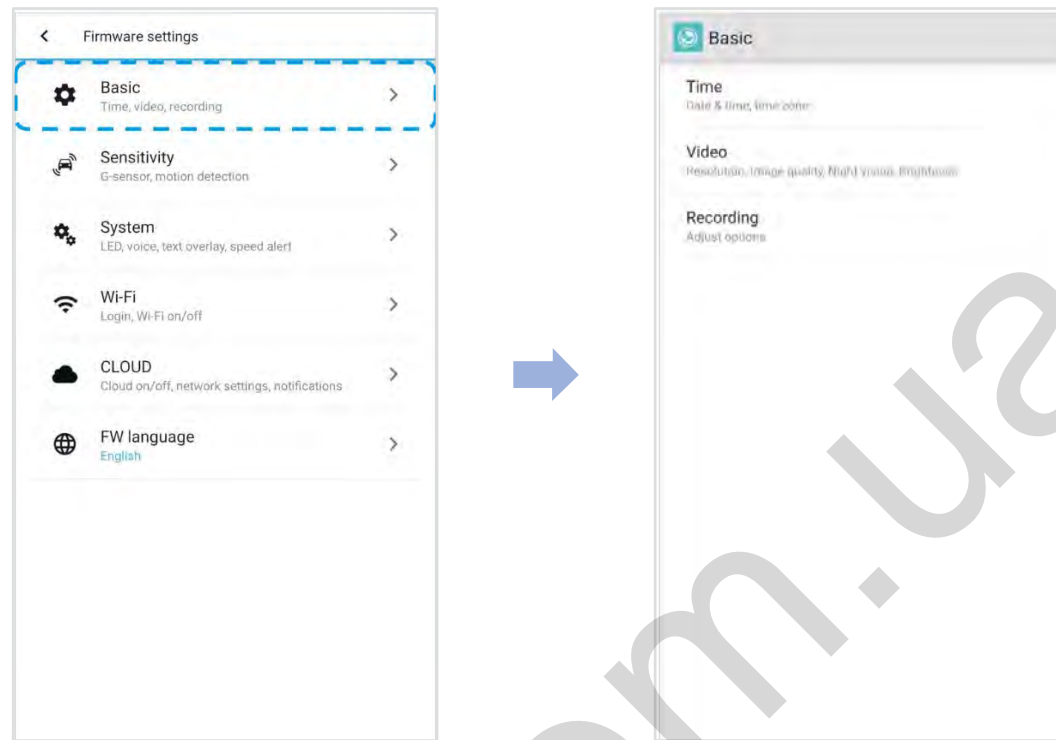 Firmware settings
Basic
Time, video, recording
Sensitivity
G-sensor, motion detection
System
LED, voice, text overlay, speed alert
Wi-Fi
Login, Wi-Fi on/off
CLOUD
Cloud on/off, network settings, notifications
FW language
English
Basic
Time
Date & time, time zone
Video
Resolution, Image quality, Night vision, Brightness
Recording
Adjust options
om.ua